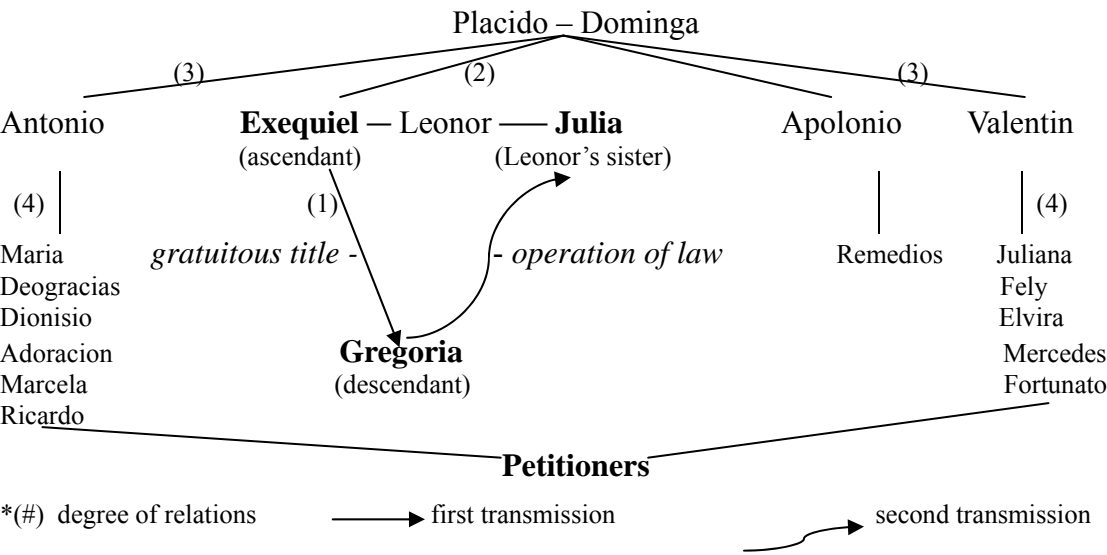 Placido – Dominga
(3) (2) (3)
Antonio Exequiel Leonor Julia Apolonio Valentin
(ascendant) (Leonor’s sister)
(4) (1) (4)
Maria gratuitous title - - operation of law Remedios Juliana
Deogracias Fely
Dionisio Elvira
Adoracion Gregoria Mercedes
Marcela (descendant) Fortunato
Ricardo
Petitioners
*(#) degree of relations first transmission second transmission